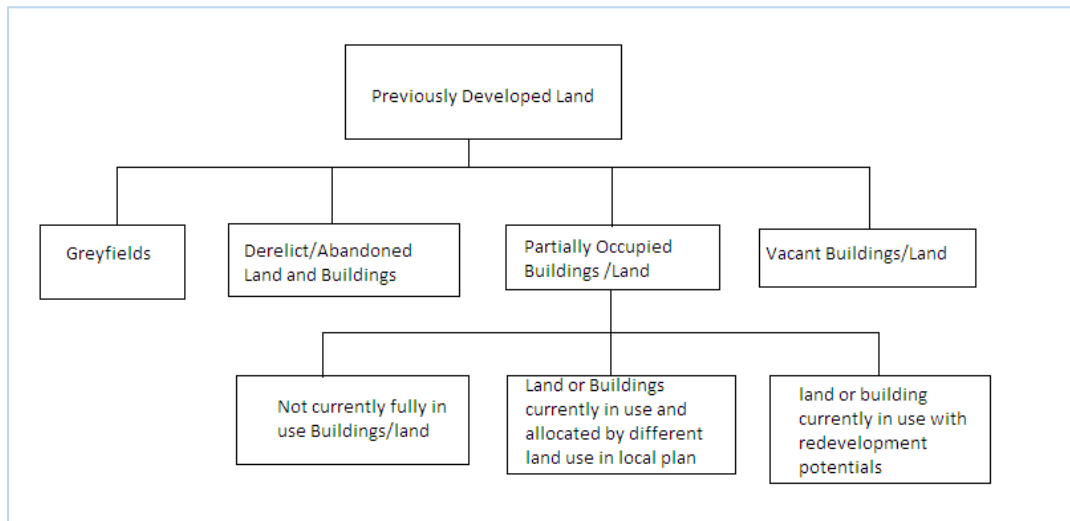 Previously Developed Land
Greyfields
Derelict/Abandoned
Land and Buildings
Partially Occupied
Buildings /Land
Vacant Buildings/Land
Not currently fully in
use Buildings/land
Land or Buildings
currently in use and
allocated by different
land use in local plan
land or building
currently in use with
redevelopment
potentials